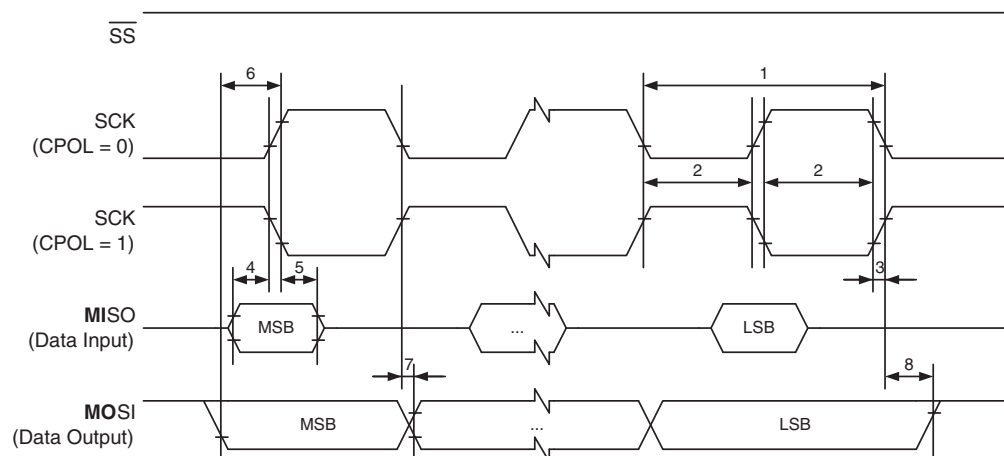 SS
6
1
SCK
(CPOL = 0)
2
2
SCK
(CPOL = 1)
4
5
3
MISO
(Data Input)
MSB
...
LSB
7
8
MOSI
(Data Output)
MSB
...
LSB